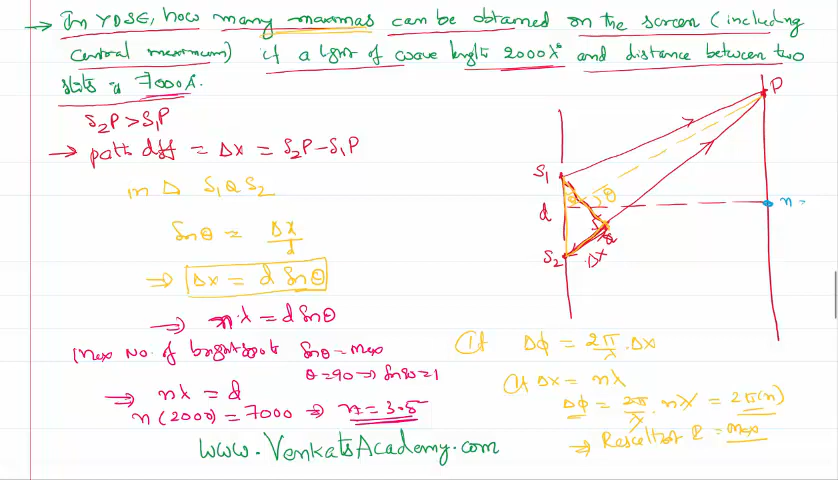 → In YDSE, how many maximas can be obtained on the screen (including
central maximum) if a light of wave length 2000A° and distance between two
slits is 7000A.
S₂P > S₁P
→ path diff = Δx = S₂P - S₁P
in Δ S₁QS₂
Sinθ = Δx/d
⇒ Δx = d Sinθ
⇒ nλ = d Sinθ
Max No. of bright spots Sinθ = max
θ = 90 ⇒ Sin90 = 1
⇒ nλ = d
n(2000) = 7000 ⇒ n = 3.5
www.VenkatsAcademy.com
P
S₁
θ
θ
d
n =
S₂
Q
Δx
If Δφ = 2π/λ . Δx
If Δx = nλ
Δφ = 2π/λ . nλ = 2π(n)
⇒ Resultant R = max